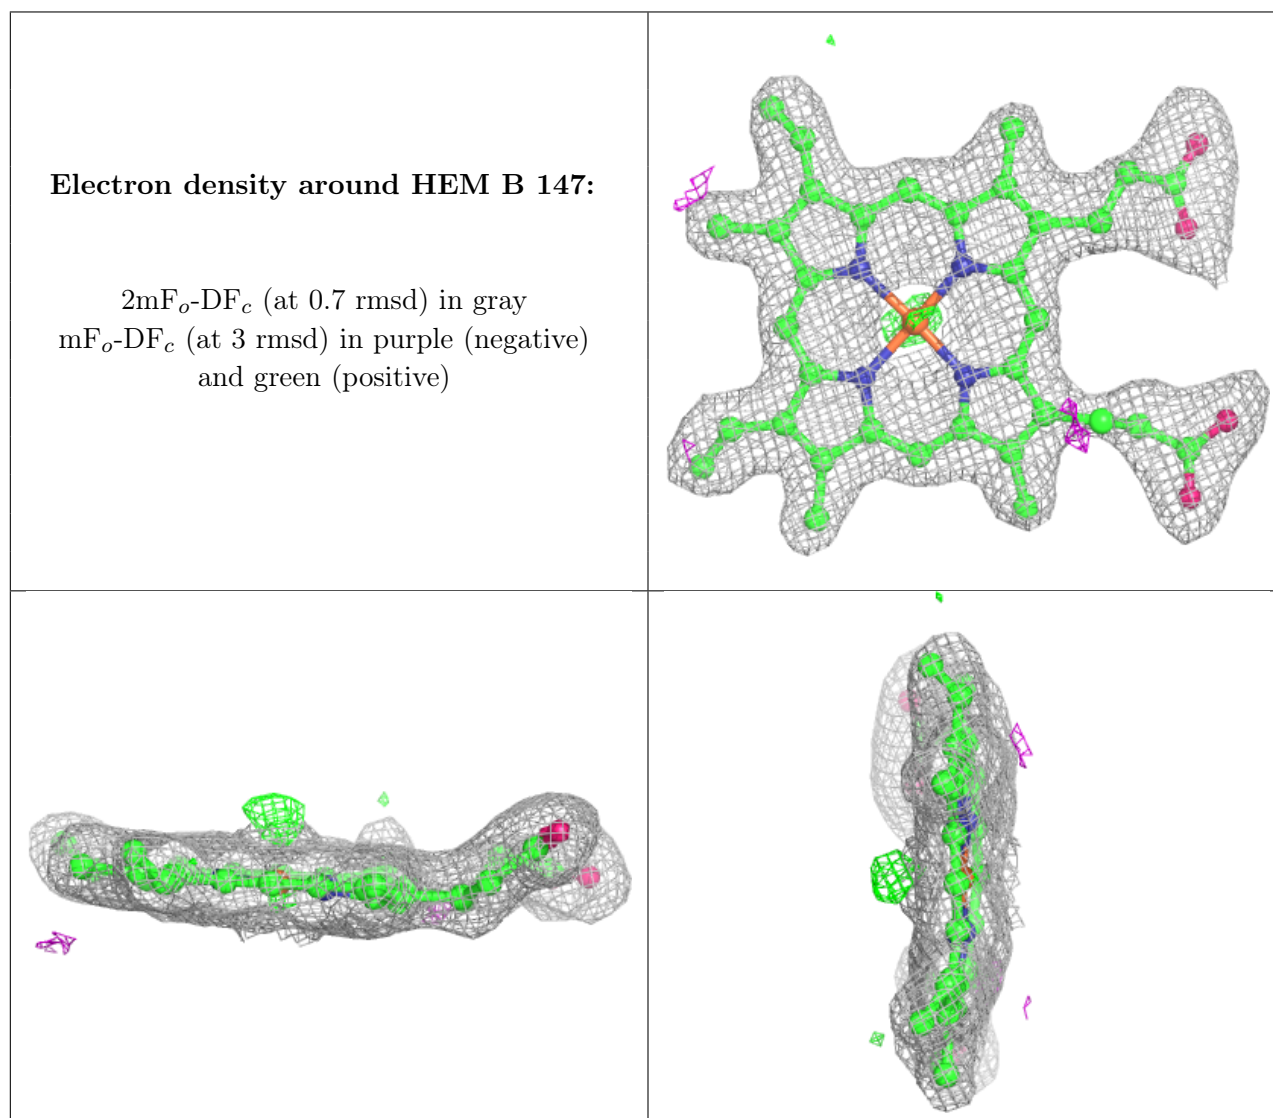 Electron density around HEM B 147:
2mFo-DFc (at 0.7 rmsd) in gray
mFo-DFc (at 3 rmsd) in purple (negative)
and green (positive)